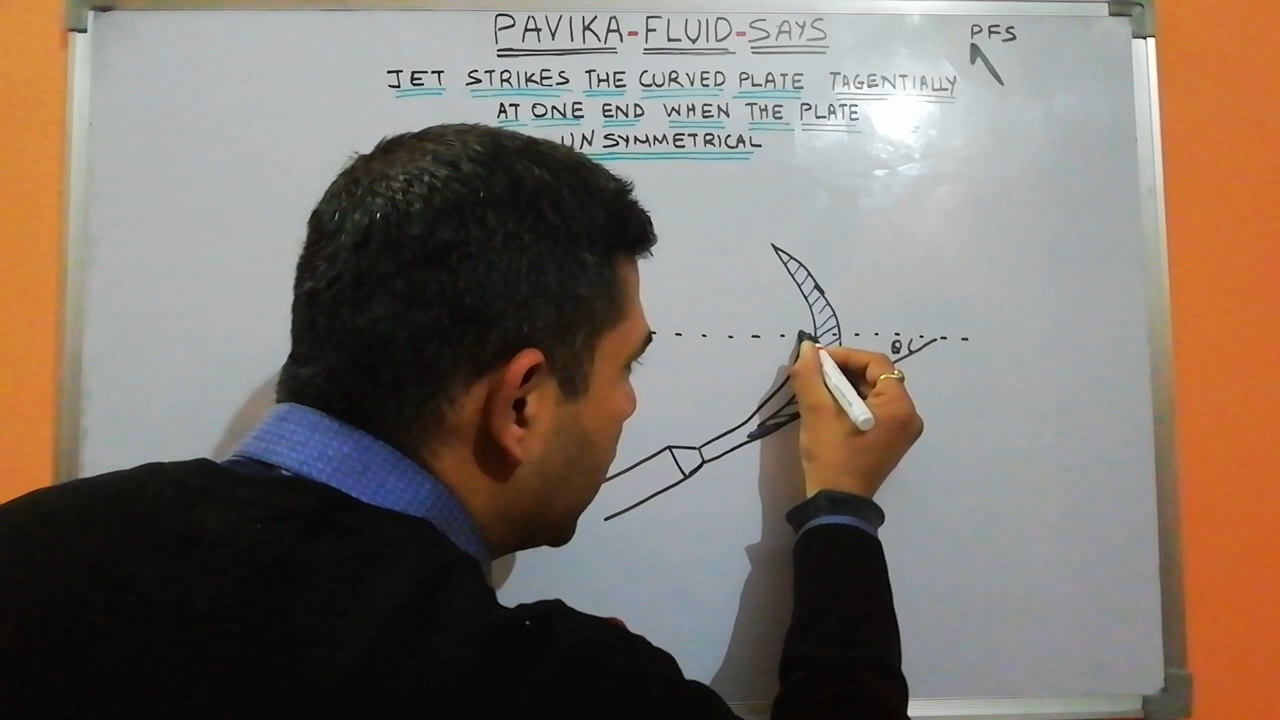 PAVIKA-FLUID-SAYS
PFS
JET STRIKES THE CURVED PLATE TAGENTIALLY
AT ONE END WHEN THE PLATE
UNSYMMETRICAL